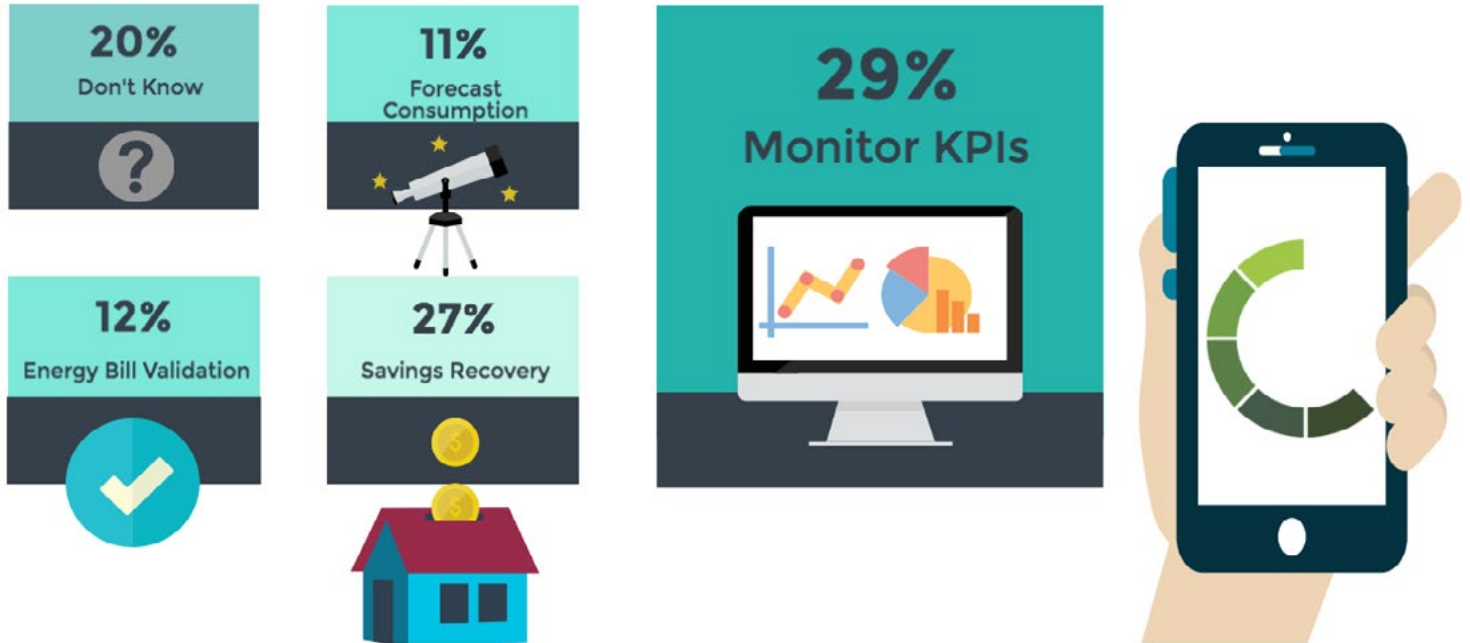 20%
Don't Know
11%
Forecast
Consumption
29%
Monitor KPIs
12%
Energy Bill Validation
27%
Savings Recovery